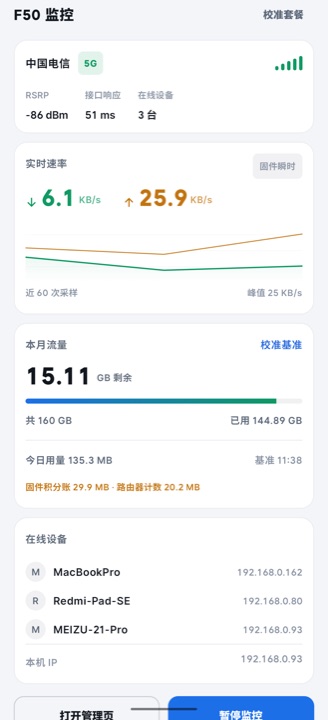 F50 监控
校准套餐
中国电信 5G
RSRP 接口响应 在线设备
-86 dBm 51 ms 3 台
实时速率 固件瞬时
↓ 6.1 KB/s ↑ 25.9 KB/s
近 60 次采样 峰值 25 KB/s
本月流量 校准基准
15.11 GB 剩余
共 160 GB 已用 144.89 GB
今日用量 135.3 MB 基准 11:38
固件积分账 29.9 MB · 路由器计数 20.2 MB
在线设备
M MacBookPro 192.168.0.162
R Redmi-Pad-SE 192.168.0.80
M MEIZU-21-Pro 192.168.0.93
本机 IP 192.168.0.93
打开管理页 暂停监控